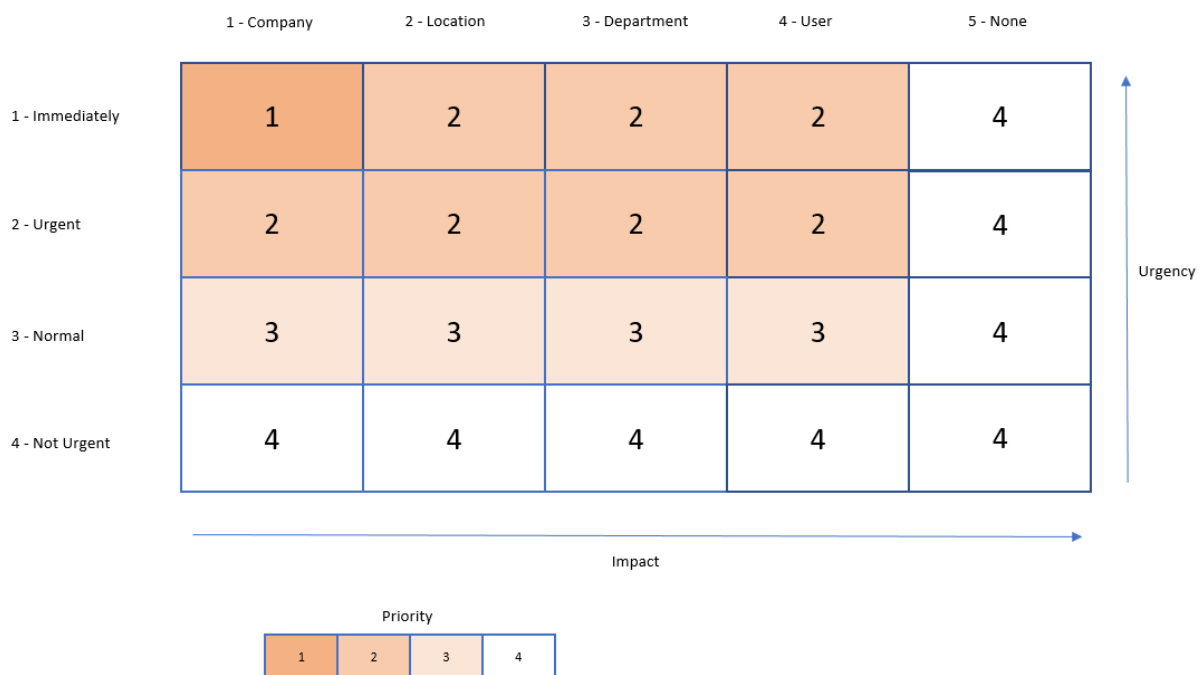 1 - Company 2 - Location 3 - Department 4 - User 5 - None
1 - Immediately 1 2 2 2 4
2 - Urgent 2 2 2 2 4
Urgency
3 - Normal 3 3 3 3 4
4 - Not Urgent 4 4 4 4 4
Impact
Priority
1 2 3 4